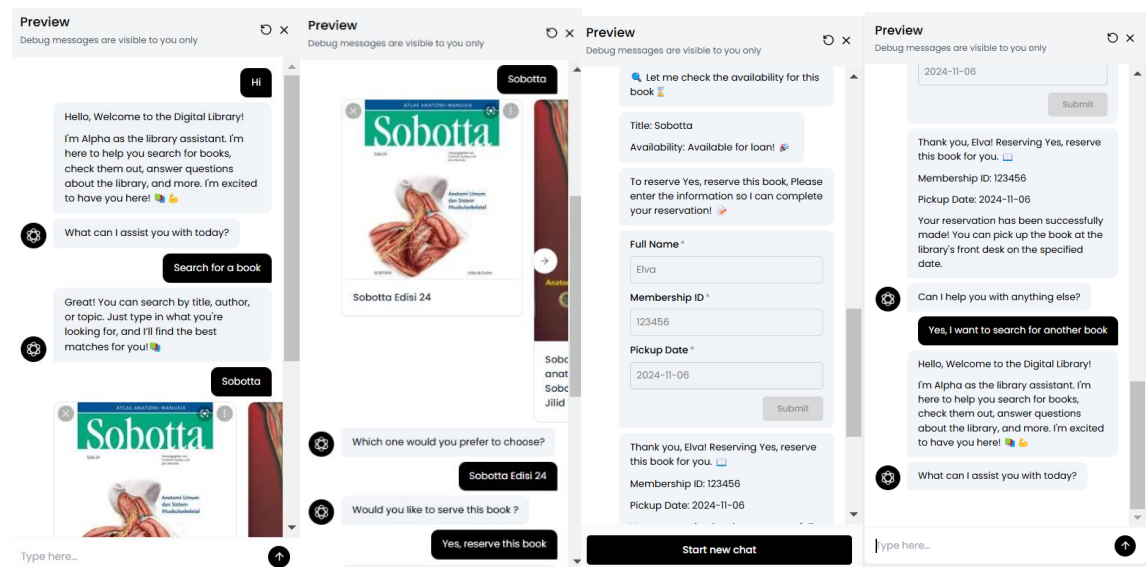 Preview
Debug messages are visible to you only
Hi
Hello, Welcome to the Digital Library!
I'm Alpha as the library assistant. I'm
here to help you search for books,
check them out, answer questions
about the library, and more. I'm excited
to have you here! 📚 💪
What can I assist you with today?
Search for a book
Great! You can search by title, author,
or topic. Just type in what you're
looking for, and I'll find the best
matches for you!📚
Sobotta
ATLAS ANATOMI MANUSIA
Sobotta
Anatomi Umum
dan Sistem
Muskuloskeletal
Type here...
Preview
Debug messages are visible to you only
Sobotta
ATLAS ANATOMI MANUSIA
Sobotta
EDISI 24
Anatomi Umum
dan Sistem
Muskuloskeletal
ELSEVIER
Sobotta Edisi 24
Anato
Sobo
anat
Sobo
Jilid
Which one would you prefer to choose?
Sobotta Edisi 24
Would you like to serve this book ?
Yes, reserve this book
Preview
Debug messages are visible to you only
🔍 Let me check the availability for this
book ⏳
Title: Sobotta
Availability: Available for loan! 🎉
To reserve Yes, reserve this book, Please
enter the information so I can complete
your reservation! 📝
Full Name *
Elva
Membership ID *
123456
Pickup Date *
2024-11-06
Submit
Thank you, Elva! Reserving Yes, reserve
this book for you. 📖
Membership ID: 123456
Pickup Date: 2024-11-06
Start new chat
Preview
Debug messages are visible to you only
2024-11-06
Submit
Thank you, Elva! Reserving Yes, reserve
this book for you. 📖
Membership ID: 123456
Pickup Date: 2024-11-06
Your reservation has been successfully
made! You can pick up the book at the
library's front desk on the specified
date.
Can I help you with anything else?
Yes, I want to search for another book
Hello, Welcome to the Digital Library!
I'm Alpha as the library assistant. I'm
here to help you search for books,
check them out, answer questions
about the library, and more. I'm excited
to have you here! 📚 💪
What can I assist you with today?
Type here...